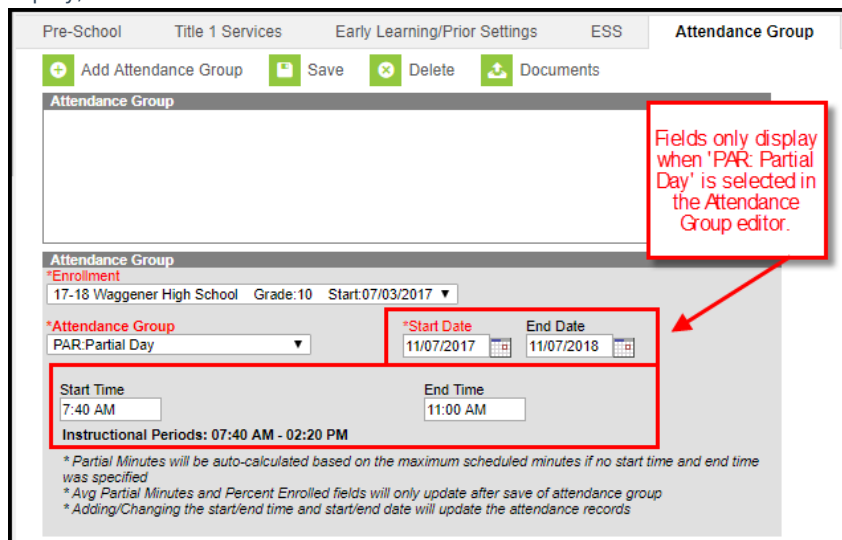 Pre-School Title 1 Services Early Learning/Prior Settings ESS Attendance Group
Add Attendance Group Save Delete Documents
Attendance Group
Fields only display
when 'PAR: Partial
Day' is selected in
the Attendance
Group editor.
Attendance Group
*Enrollment
17-18 Waggener High School Grade:10 Start:07/03/2017
*Attendance Group *Start Date End Date
PAR:Partial Day 11/07/2017 11/07/2018
Start Time End Time
7:40 AM 11:00 AM
Instructional Periods: 07:40 AM - 02:20 PM
* Partial Minutes will be auto-calculated based on the maximum scheduled minutes if no start time and end time
was specified
* Avg Partial Minutes and Percent Enrolled fields will only update after save of attendance group
* Adding/Changing the start/end time and start/end date will update the attendance records